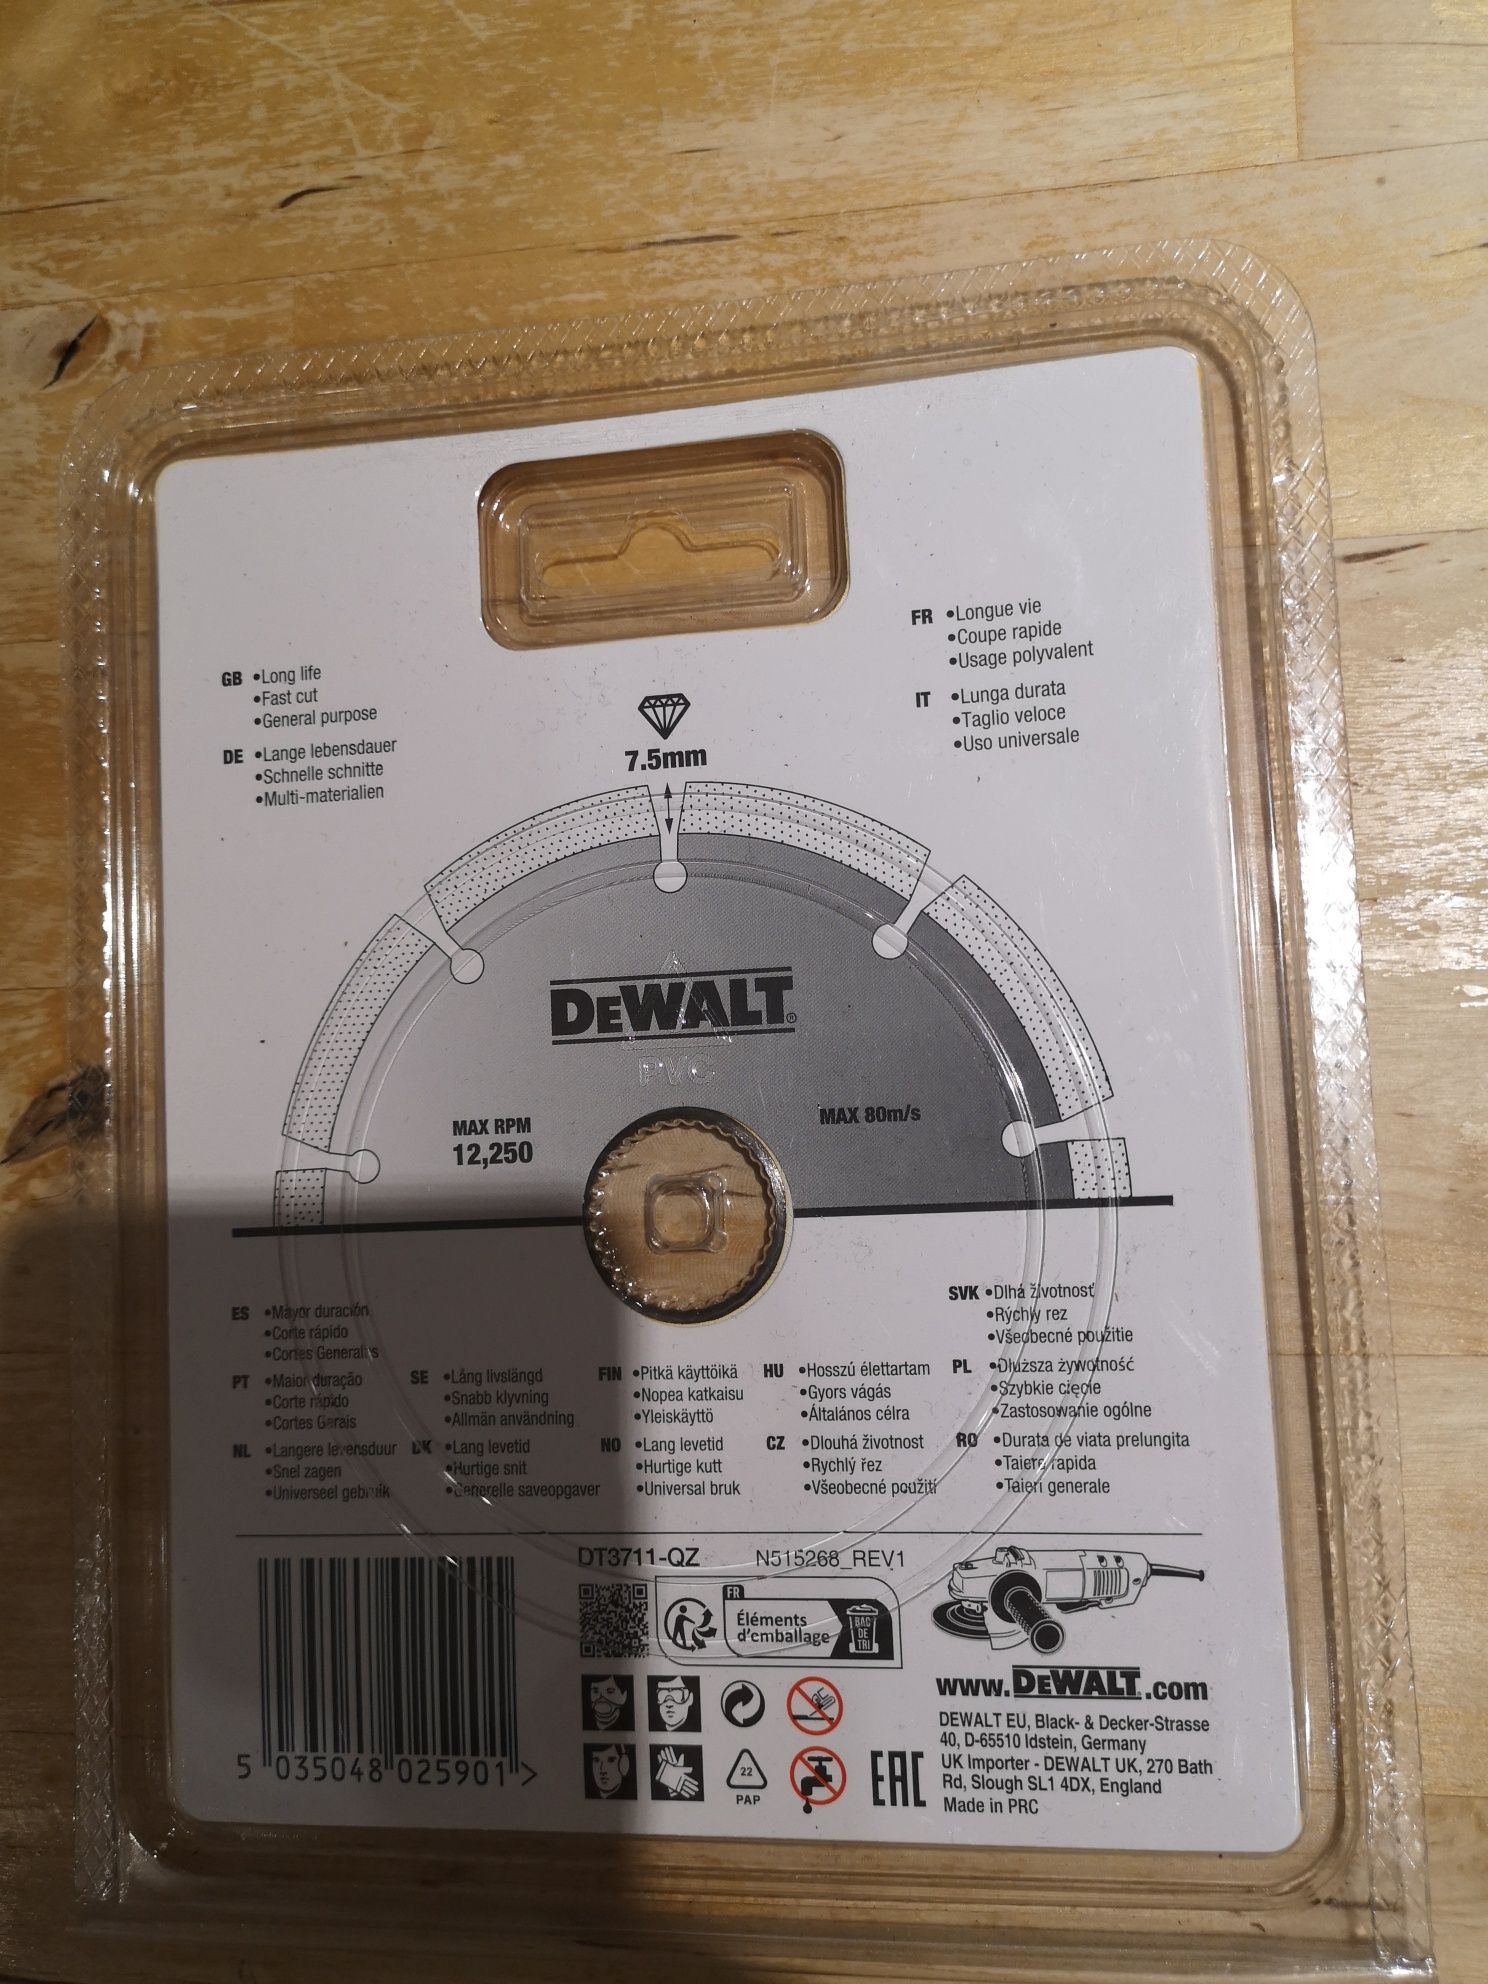 GB •Long life
•Fast cut
•General purpose
DE •Lange lebensdauer
•Schnelle schnitte
•Multi-materialien
FR •Longue vie
•Coupe rapide
•Usage polyvalent
IT •Lunga durata
•Taglio veloce
•Uso universale
7.5mm
DEWALT®
PVC
MAX RPM
12,250
MAX 80m/s
ES •Mayor duración
•Corte rápido
•Cortes Generales
PT •Maior duração
•Corte rápido
•Cortes Gerais
NL •Langere levensduur
•Snel zagen
•Universeel gebruik
SE •Lång livslängd
•Snabb klyvning
•Allmän användning
DK •Lang levetid
•Hurtige snit
•Generelle saveopgaver
FIN •Pitkä käyttöikä
•Nopea katkaisu
•Yleiskäyttö
NO •Lang levetid
•Hurtige kutt
•Universal bruk
HU •Hosszú élettartam
•Gyors vágás
•Általános célra
CZ •Dlouhá životnost
•Rychlý řez
•Všeobecné použití
SVK •Dlhá životnosť
•Rýchly rez
•Všeobecné použitie
PL •Dłuższa żywotność
•Szybkie cięcie
•Zastosowanie ogólne
RO •Durata de viata prelungita
•Taiere rapida
•Taieri generale
5 035048 025901 >
DT3711-QZ N515268_REV1
FR
Éléments
d'emballage
BAC
DE
TRI
22
PAP
EAC
www.DEWALT.com
DEWALT EU, Black- & Decker-Strasse
40, D-65510 Idstein, Germany
UK Importer - DEWALT UK, 270 Bath
Rd, Slough SL1 4DX, England
Made in PRC